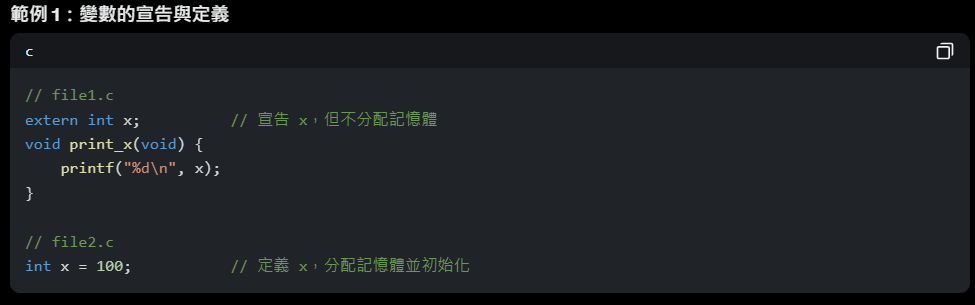 範例 1：變數的宣告與定義
c
// file1.c
extern int x;          // 宣告 x，但不分配記憶體
void print_x(void) {
    printf("%d\n", x);
}
// file2.c
int x = 100;           // 定義 x，分配記憶體並初始化